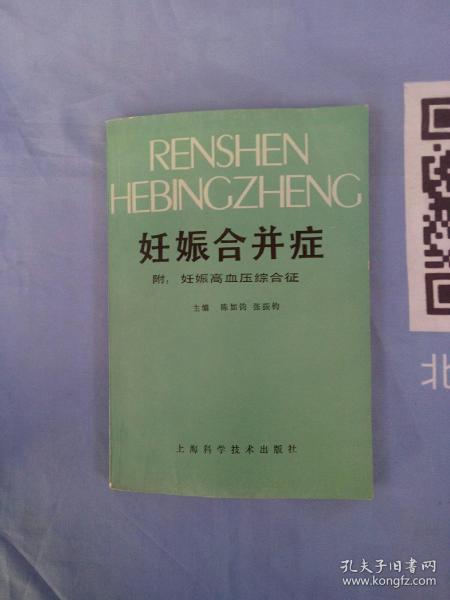 RENSHEN
HEBINGZHENG
妊娠合并症
附：妊娠高血压综合征
主编 陈如钧 张振钧
上海科学技术出版社
北
孔夫子旧书网
www.kongfz.com